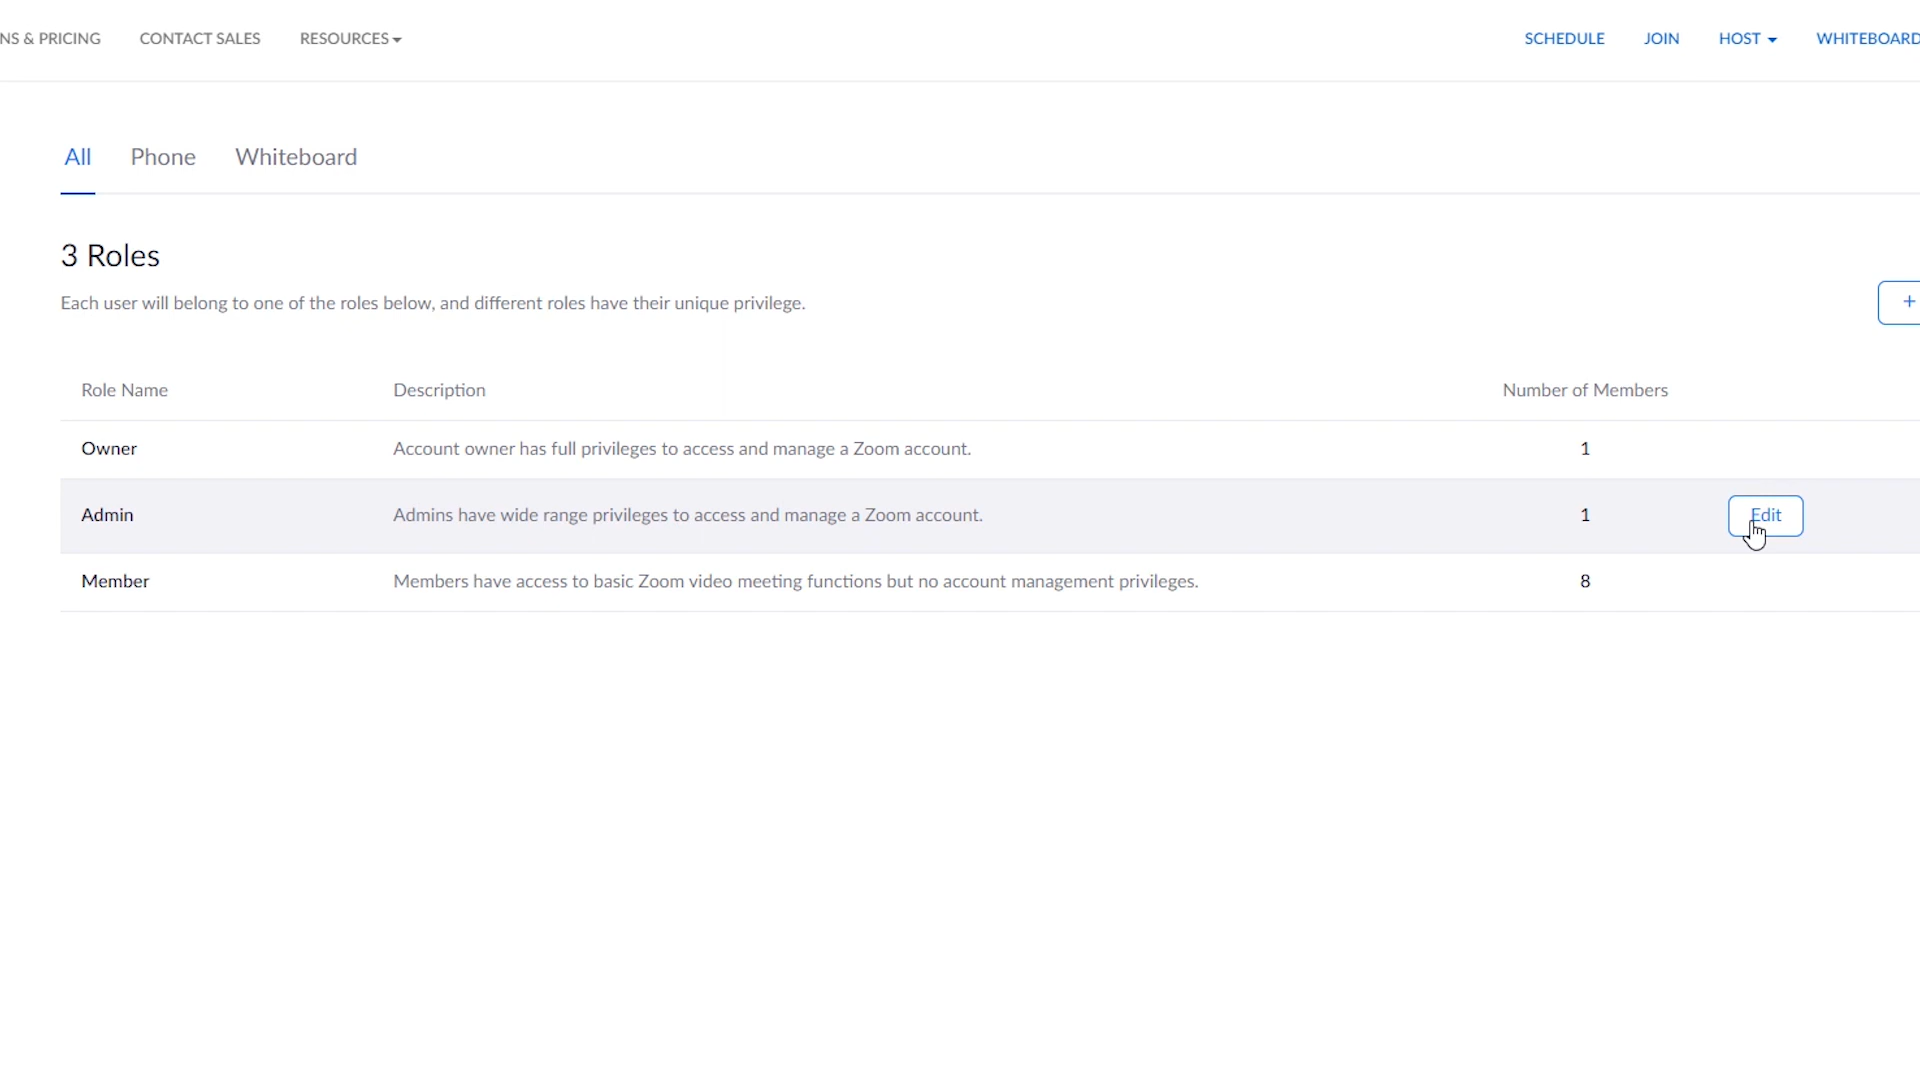 NS & PRICING CONTACT SALES RESOURCES SCHEDULE JOIN HOST WHITEBOARD
All Phone Whiteboard
3 Roles
Each user will belong to one of the roles below, and different roles have their unique privilege.
+
Role Name Description Number of Members
Owner Account owner has full privileges to access and manage a Zoom account. 1
Admin Admins have wide range privileges to access and manage a Zoom account. 1 Edit
Member Members have access to basic Zoom video meeting functions but no account management privileges. 8